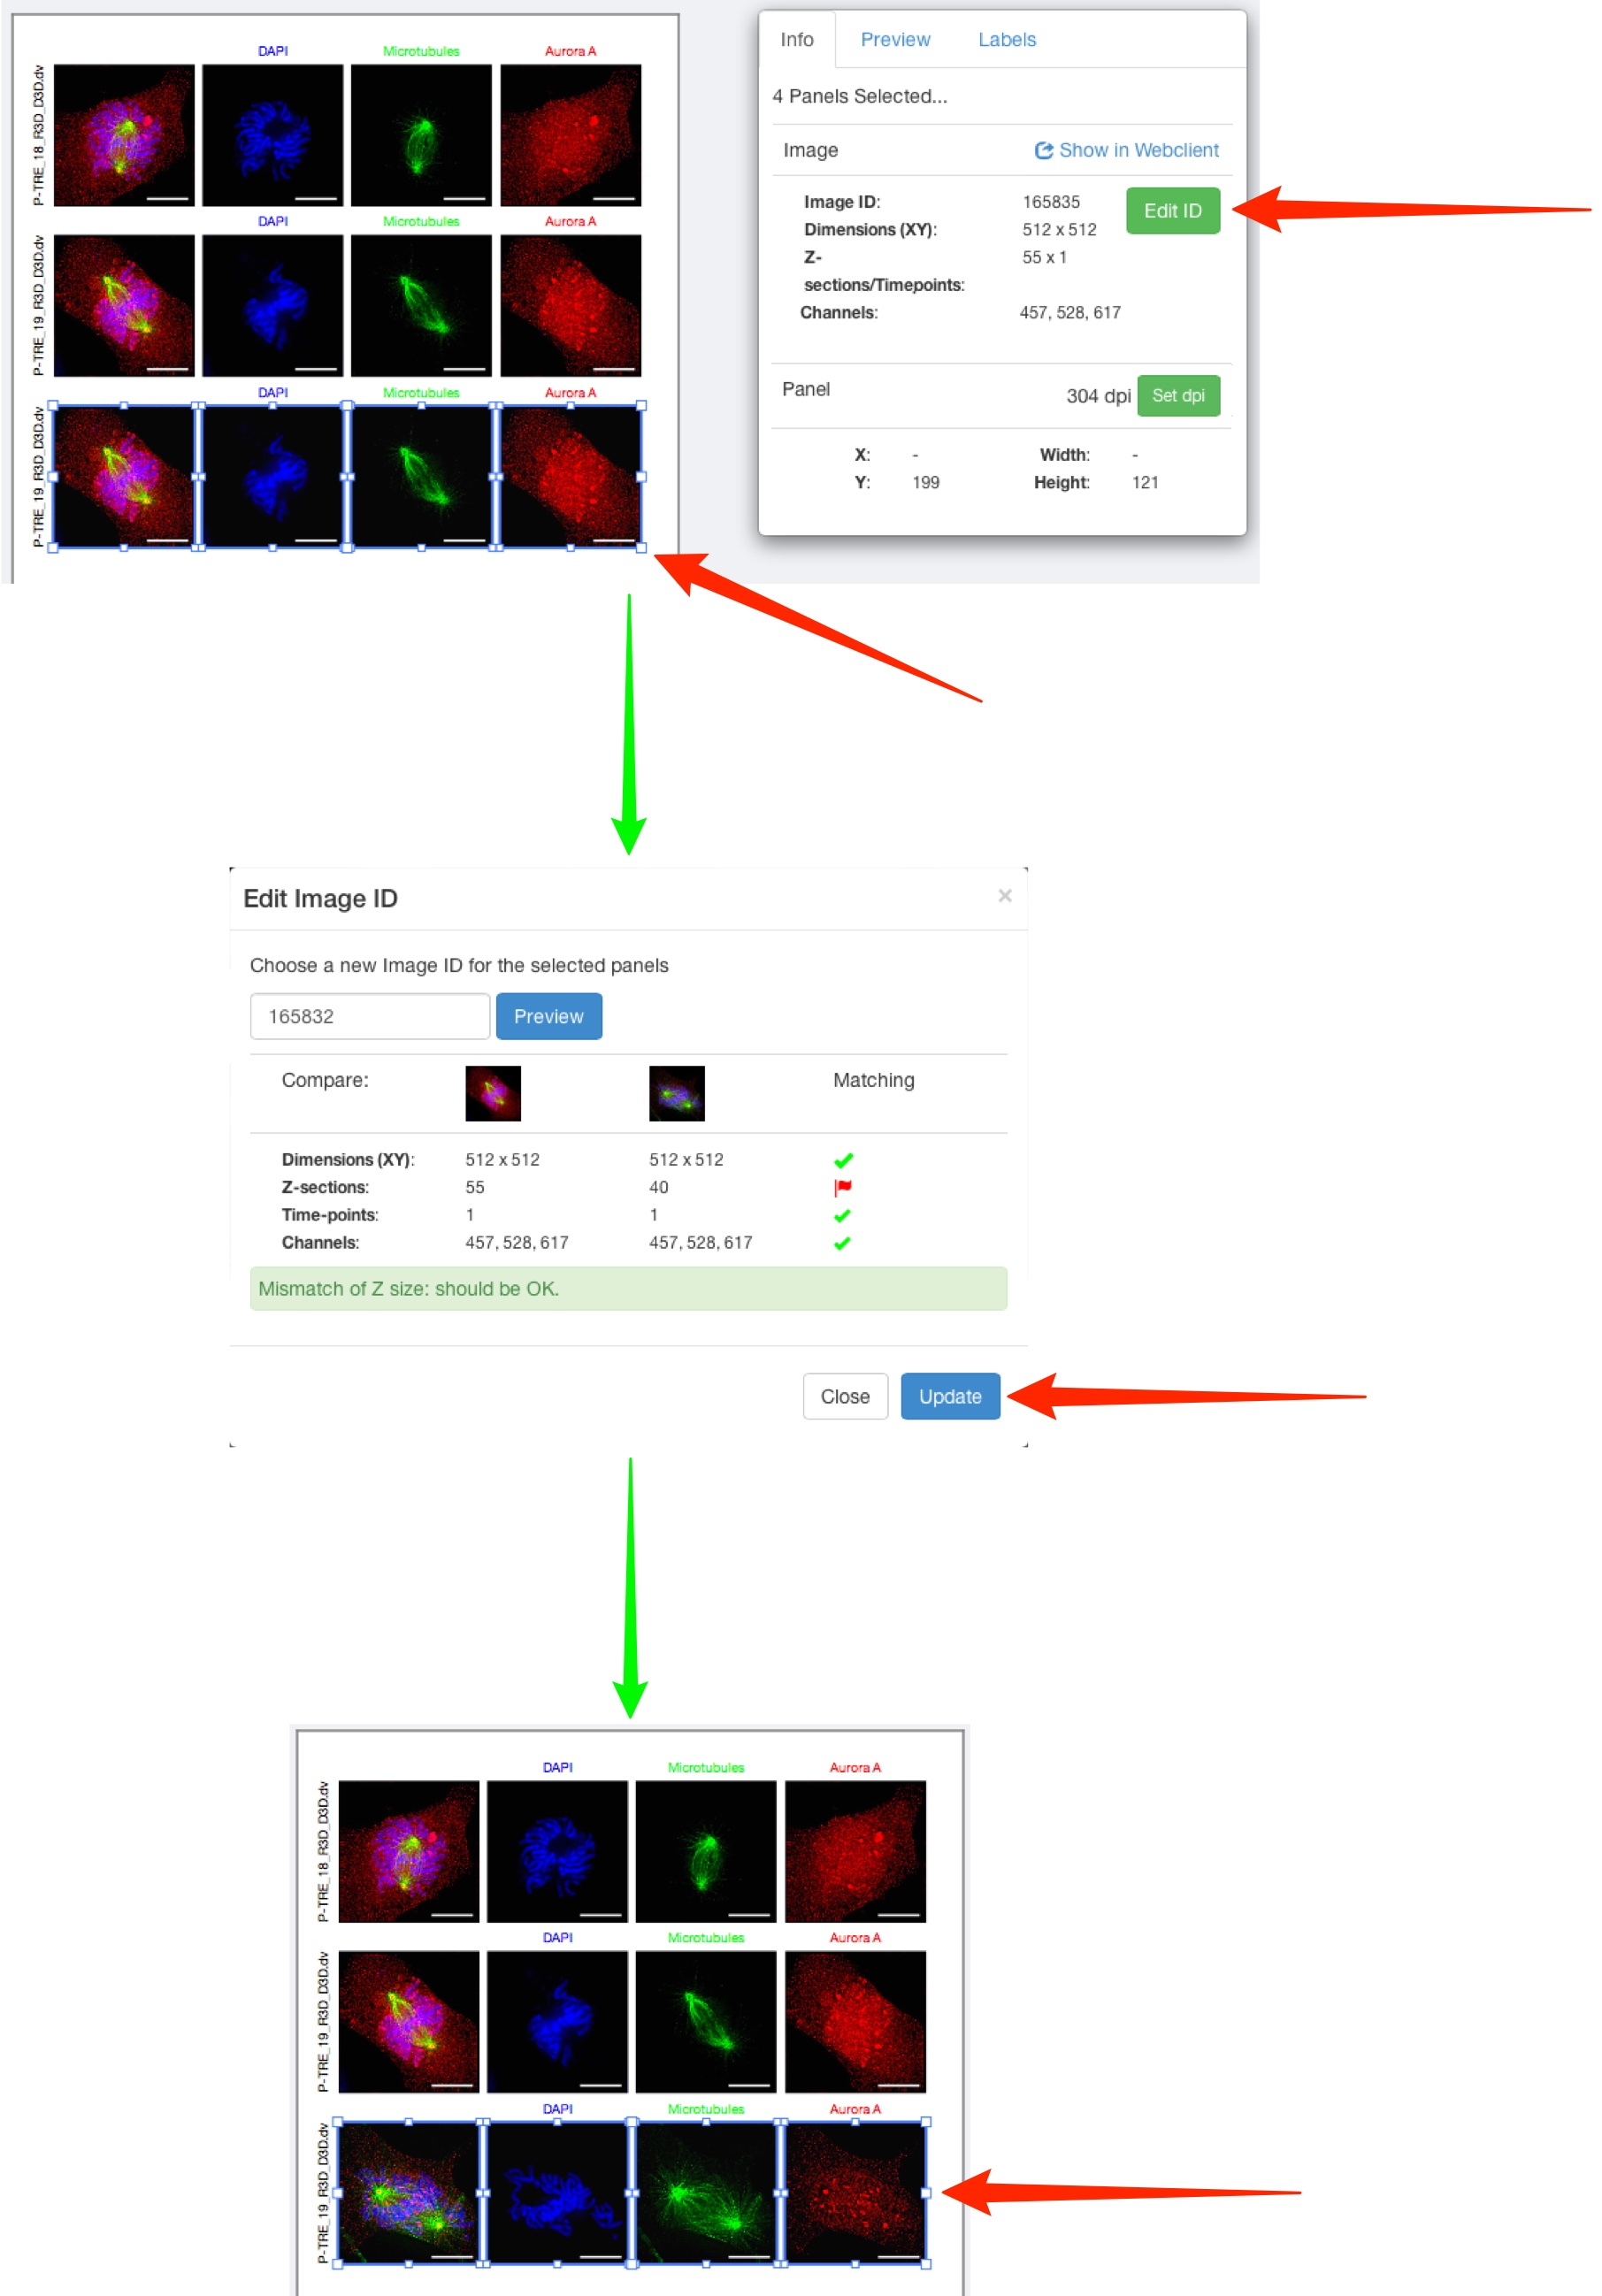 DAPI Microtubules Aurora A
P-TRE_18_R3D_D3D.dv
DAPI Microtubules Aurora A
P-TRE_19_R3D_D3D.dv
DAPI Microtubules Aurora A
P-TRE_19_R3D_D3D.dv
Info Preview Labels
4 Panels Selected...
Image Show in Webclient
Image ID: 165835 Edit ID
Dimensions (XY): 512 x 512
Z- 55 x 1
sections/Timepoints:
Channels: 457, 528, 617
Panel 304 dpi Set dpi
X: - Width: -
Y: 199 Height: 121
Edit Image ID ×
Choose a new Image ID for the selected panels
165832 Preview
Compare: Matching
Dimensions (XY): 512 x 512 512 x 512
Z-sections: 55 40
Time-points: 1 1
Channels: 457, 528, 617 457, 528, 617
Mismatch of Z size: should be OK.
Close Update
DAPI Microtubules Aurora A
P-TRE_18_R3D_D3D.dv
DAPI Microtubules Aurora A
P-TRE_19_R3D_D3D.dv
DAPI Microtubules Aurora A
P-TRE_19_R3D_D3D.dv